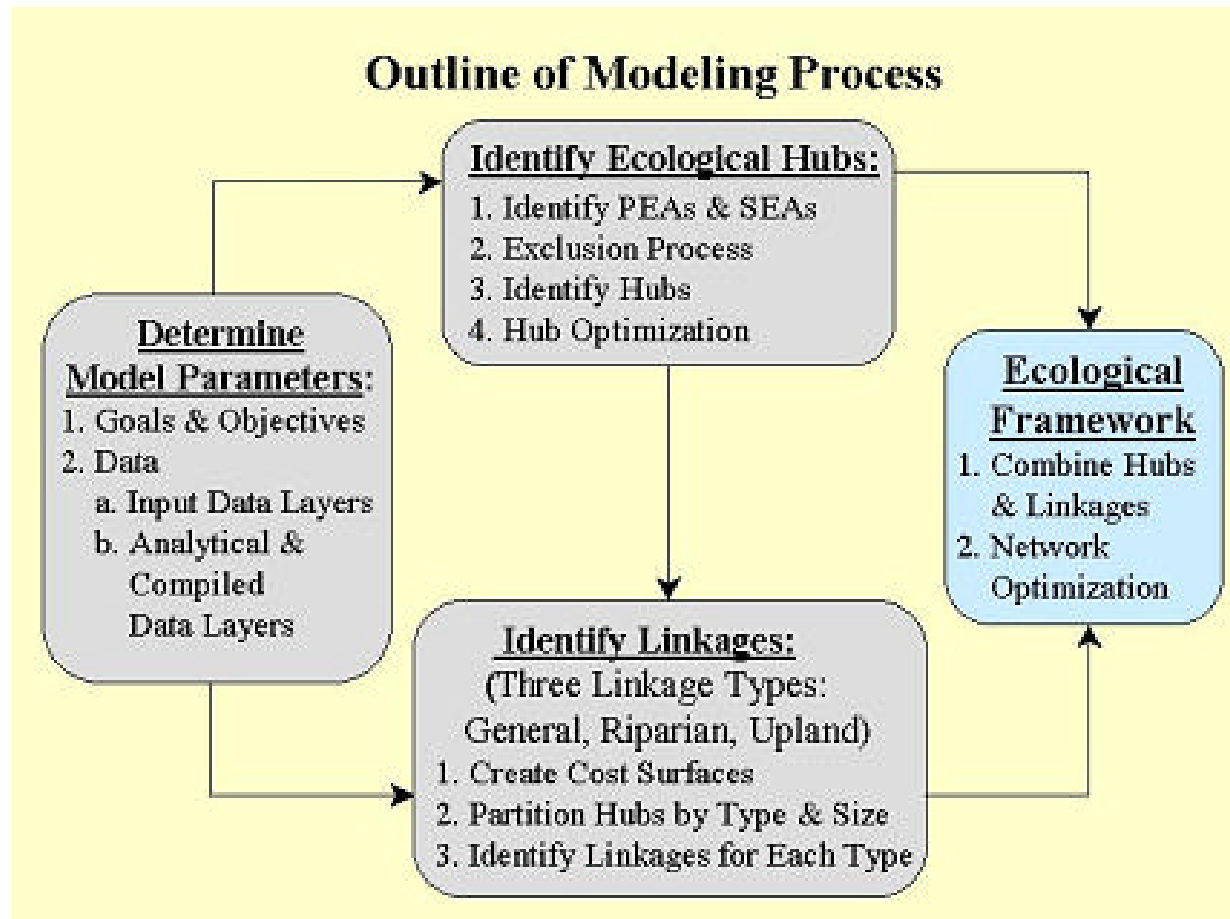 Outline of Modeling Process
Identify Ecological Hubs:
1. Identify PEAs & SEAs
2. Exclusion Process
3. Identify Hubs
4. Hub Optimization
Determine
Model Parameters:
1. Goals & Objectives
2. Data
a. Input Data Layers
b. Analytical &
Compiled
Data Layers
Identify Linkages:
(Three Linkage Types:
General, Riparian, Upland)
1. Create Cost Surfaces
2. Partition Hubs by Type & Size
3. Identify Linkages for Each Type
Ecological
Framework
1. Combine Hubs
& Linkages
2. Network
Optimization